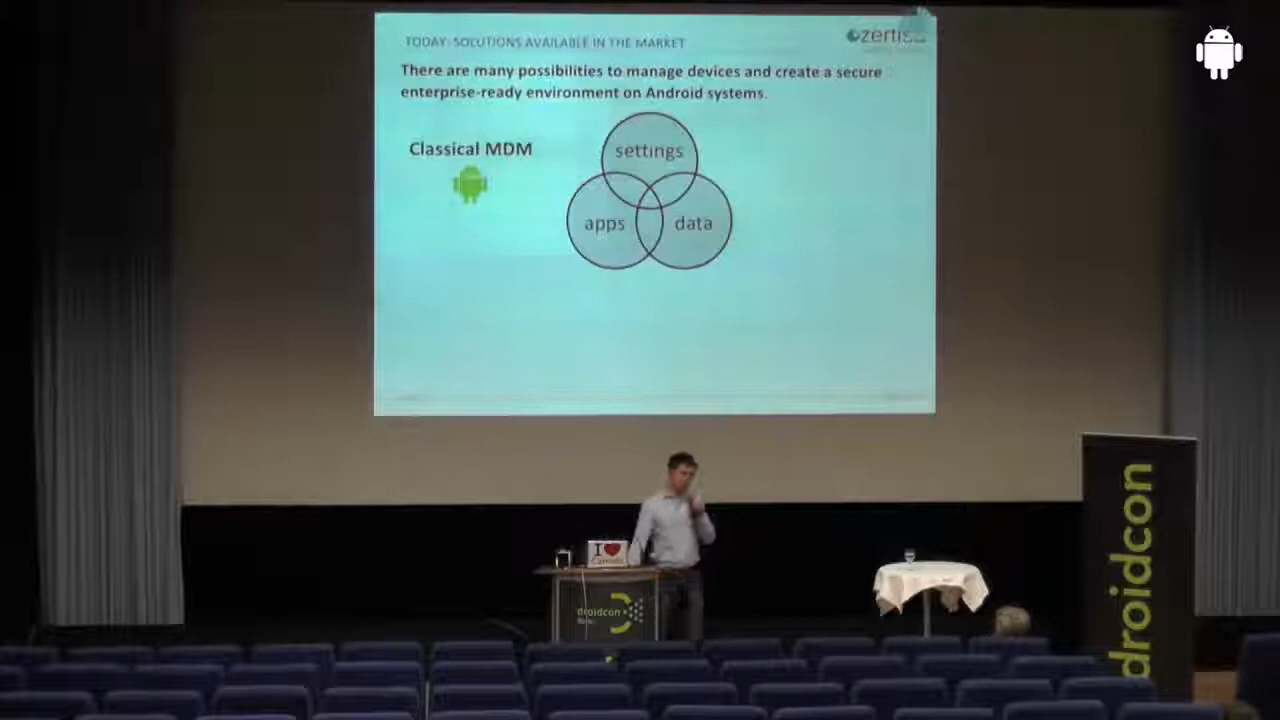 TODAY: SOLUTIONS AVAILABLE IN THE MARKET
There are many possibilities to manage devices and create a secure
enterprise-ready environment on Android systems.
Classical MDM
settings
apps
data
I
droidcon
droidcon